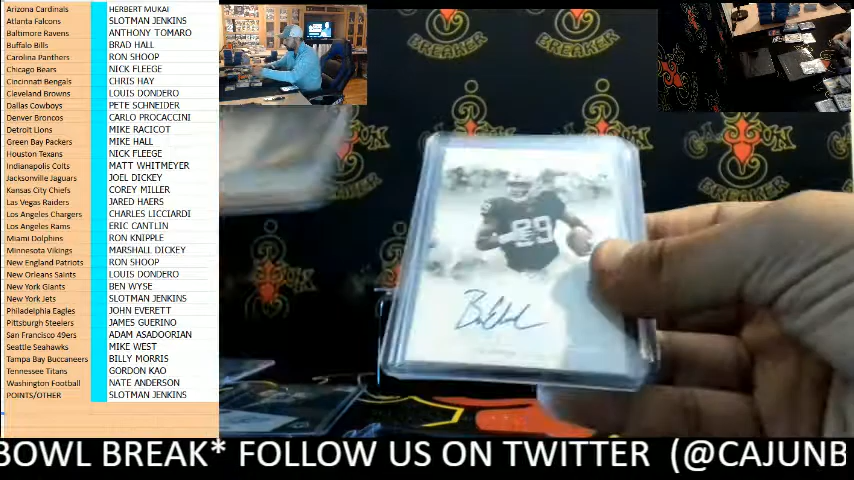 Arizona Cardinals HERBERT MUKAI
Atlanta Falcons SLOTMAN JENKINS
Baltimore Ravens ANTHONY TOMARO
Buffalo Bills BRAD HALL
Carolina Panthers RON SHOOP
Chicago Bears NICK FLEEGE
Cincinnati Bengals CHRIS HAY
Cleveland Browns LOUIS DONDERO
Dallas Cowboys PETE SCHNEIDER
Denver Broncos CARLO PROCACCINI
Detroit Lions MIKE RACICOT
Green Bay Packers MIKE HALL
Houston Texans NICK FLEEGE
Indianapolis Colts MATT WHITMEYER
Jacksonville Jaguars JOEL DICKEY
Kansas City Chiefs COREY MILLER
Las Vegas Raiders JARED HAERS
Los Angeles Chargers CHARLES LICCIARDI
Los Angeles Rams ERIC CANTLIN
Miami Dolphins RON KNIPPLE
Minnesota Vikings MARSHALL DICKEY
New England Patriots RON SHOOP
New Orleans Saints LOUIS DONDERO
New York Giants BEN WYSE
New York Jets SLOTMAN JENKINS
Philadelphia Eagles JOHN EVERETT
Pittsburgh Steelers JAMES GUERINO
San Francisco 49ers ADAM ASADOORIAN
Seattle Seahawks MIKE WEST
Tampa Bay Buccaneers BILLY MORRIS
Tennessee Titans GORDON KAO
Washington Football NATE ANDERSON
POINTS/OTHER SLOTMAN JENKINS
BREAKER
BREAKER
89
BOWL BREAK* FOLLOW US ON TWITTER (@CAJUNB